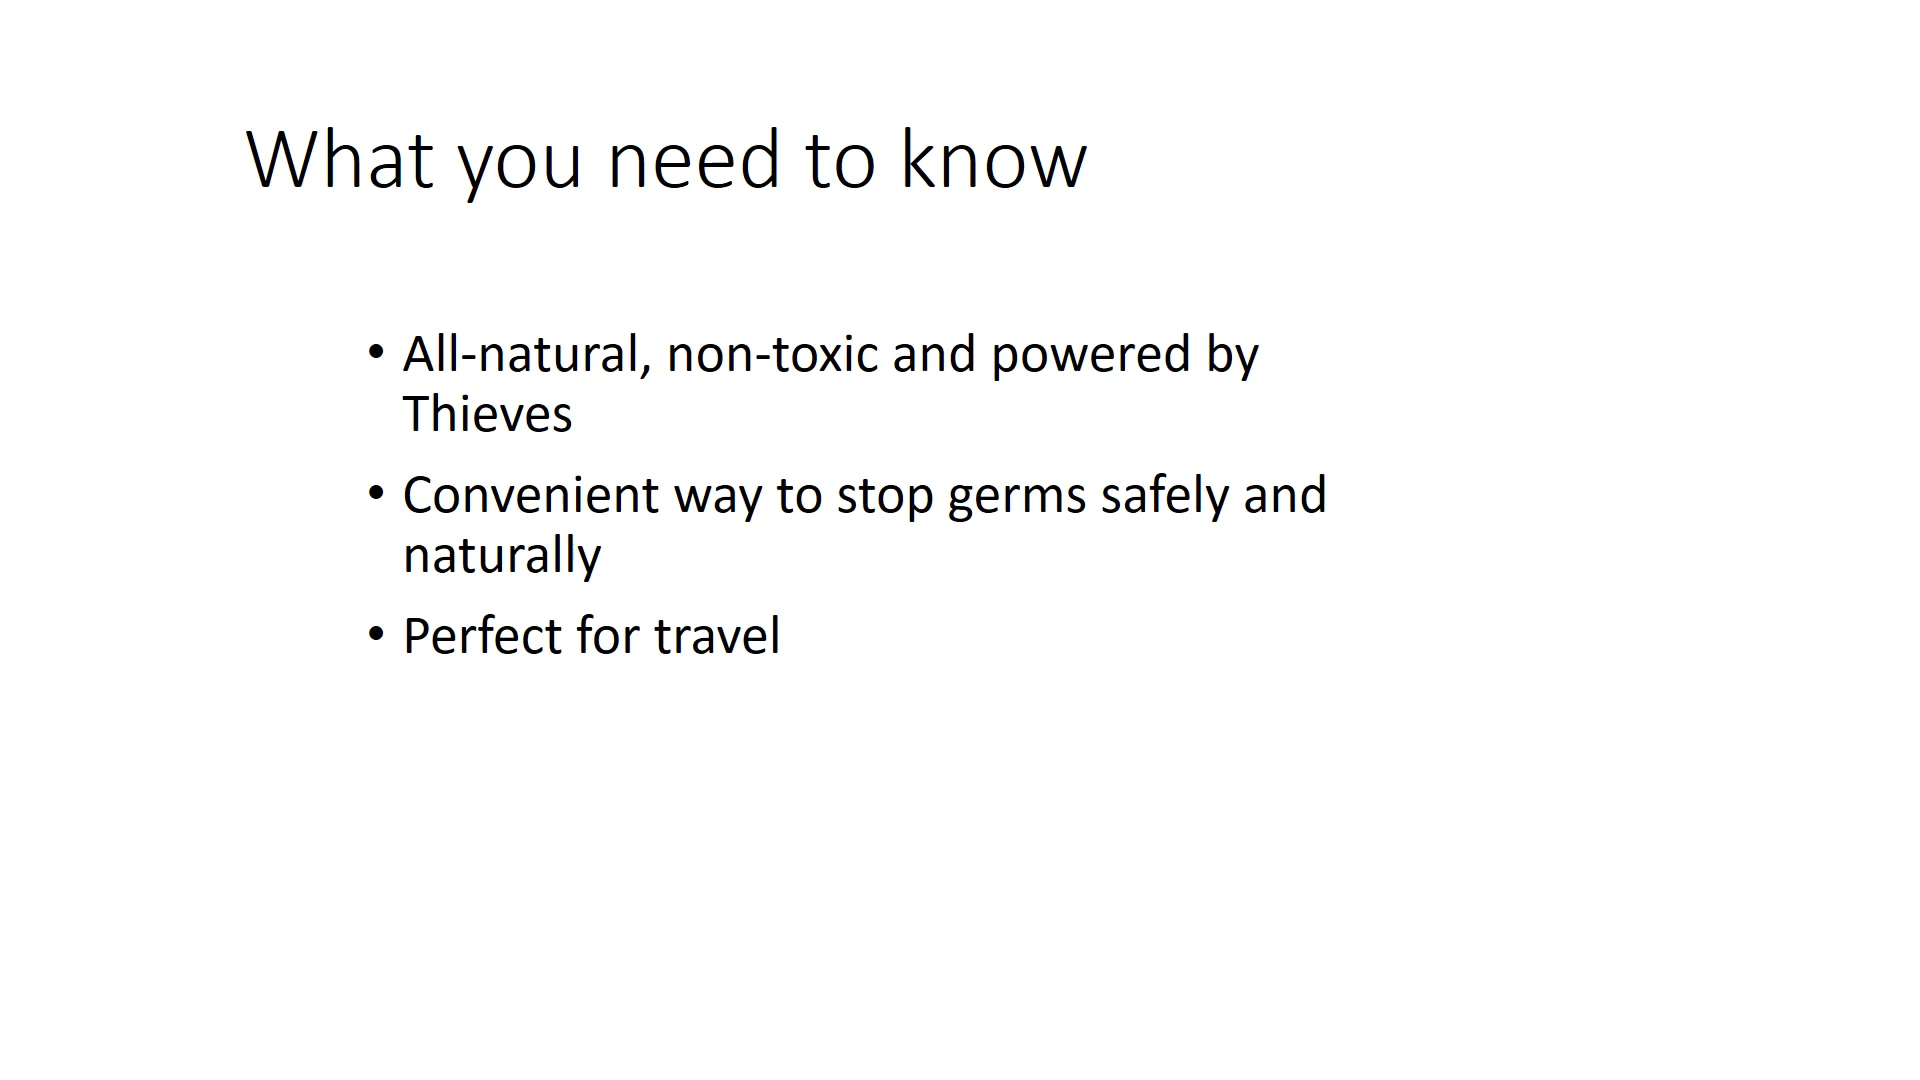 What you need to know
• All-natural, non-toxic and powered by
Thieves
• Convenient way to stop germs safely and
naturally
• Perfect for travel